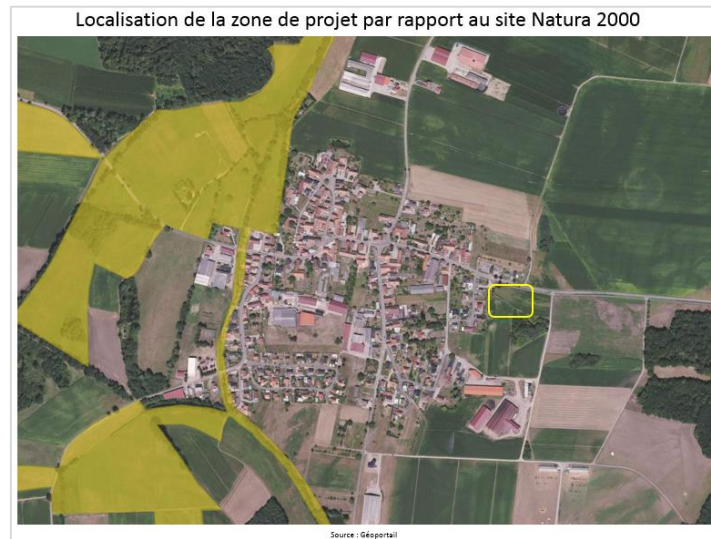 Localisation de la zone de projet par rapport au site Natura 2000
Source : Géoportail